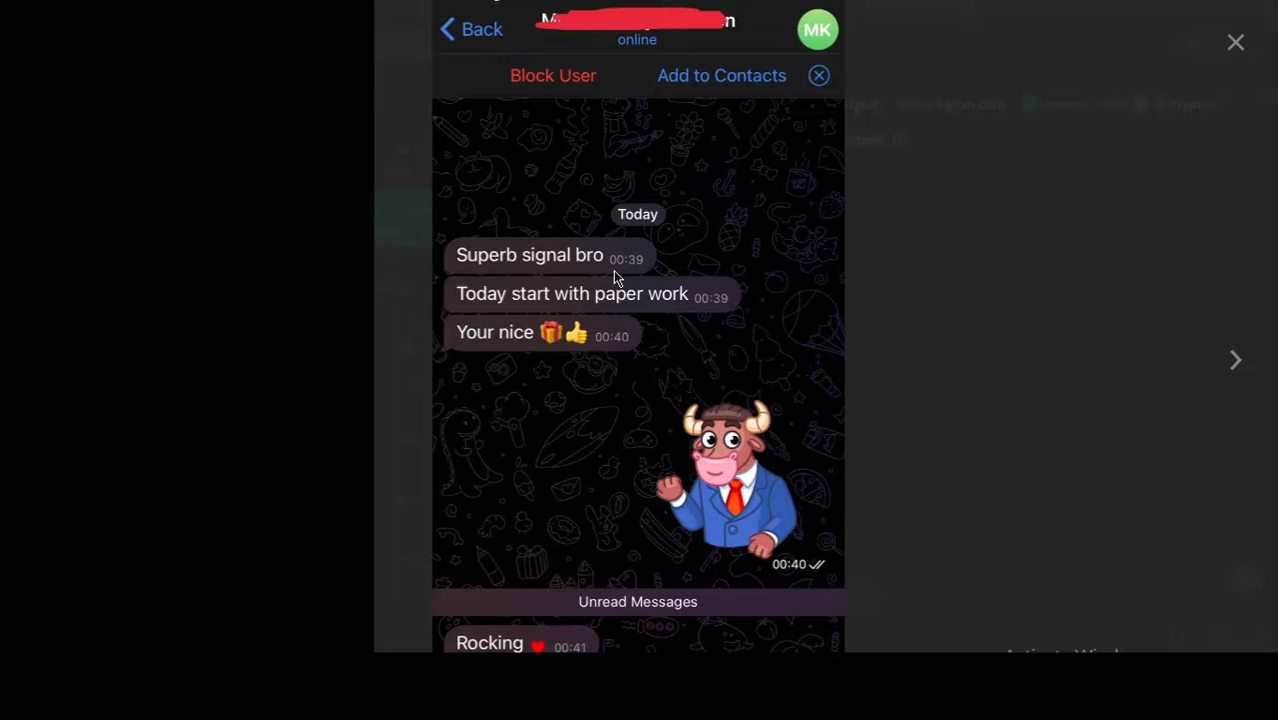 Back
online
MK
Block User
Add to Contacts
Today
Superb signal bro 00:39
Today start with paper work 00:39
Your nice 🎁👍 00:40
00:40
Unread Messages
Rocking ♥ 00:41